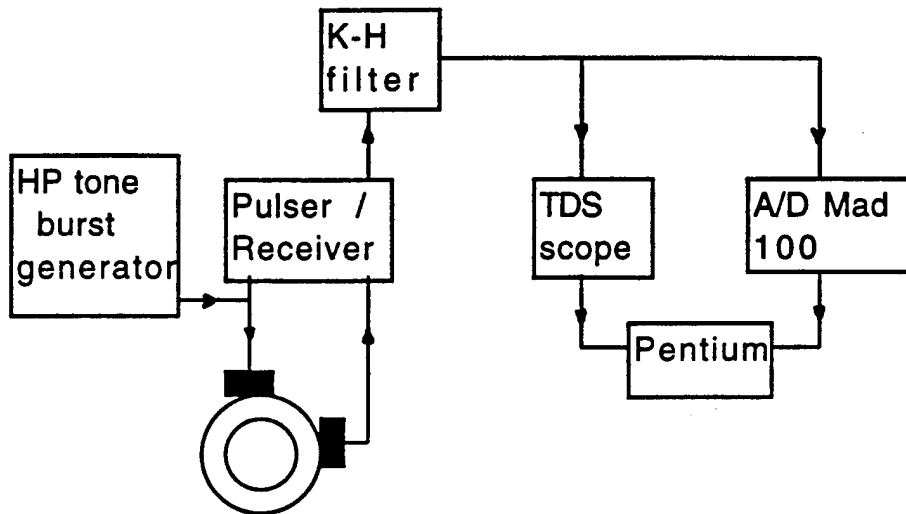 K-H
filter
HP tone
burst
generator
Pulser /
Receiver
TDS
scope
A/D Mad
100
Pentium